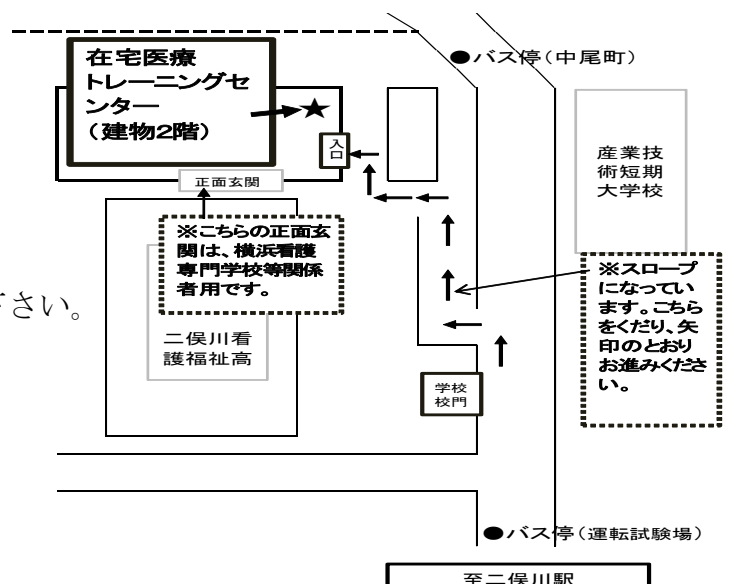 在宅医療
トレーニングセ
ンター
（建物2階）
●バス停（中尾町）
★
入口
産業技
術短期
大学校
正面玄関
※こちらの正面玄
関は、横浜看護
専門学校等関係
者用です。
※スロープ
になってい
ます。こちら
をくだり、矢
印のとおり
お進みくださ
い。
下さい。
二俣川看
護福祉高
学校
校門
●バス停（運転試験場）
至二俣川駅